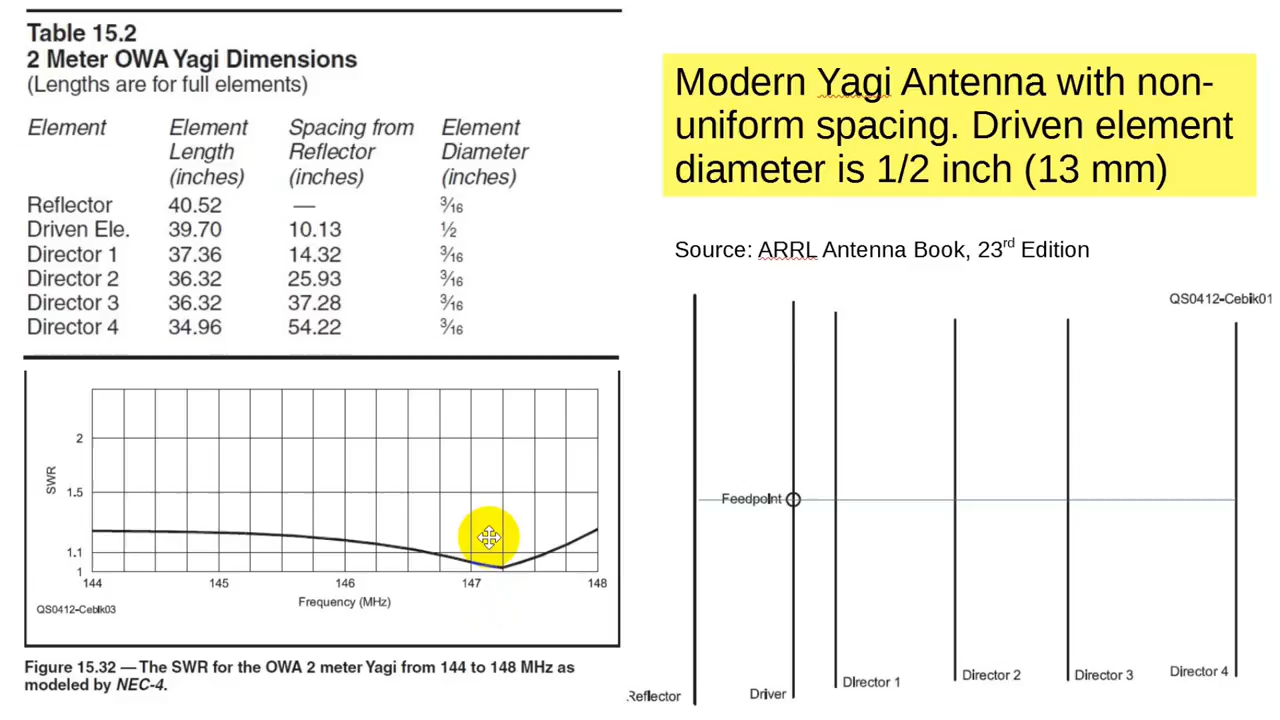 Table 15.2
2 Meter OWA Yagi Dimensions
(Lengths are for full elements)
Element Element Spacing from Element
Length Reflector Diameter
(inches) (inches) (inches)
Reflector 40.52 — 3/16
Driven Ele. 39.70 10.13 1/2
Director 1 37.36 14.32 3/16
Director 2 36.32 25.93 3/16
Director 3 36.32 37.28 3/16
Director 4 34.96 54.22 3/16
2
SWR
1.5
1.1
1
144 145 146 147 148
Frequency (MHz)
QS0412-Cebik03
Figure 15.32 — The SWR for the OWA 2 meter Yagi from 144 to 148 MHz as
modeled by NEC-4.
Modern Yagi Antenna with non-
uniform spacing. Driven element
diameter is 1/2 inch (13 mm)
Source: ARRL Antenna Book, 23rd Edition
QS0412-Cebik01
Feedpoint
Reflector
Driver
Director 1
Director 2
Director 3
Director 4